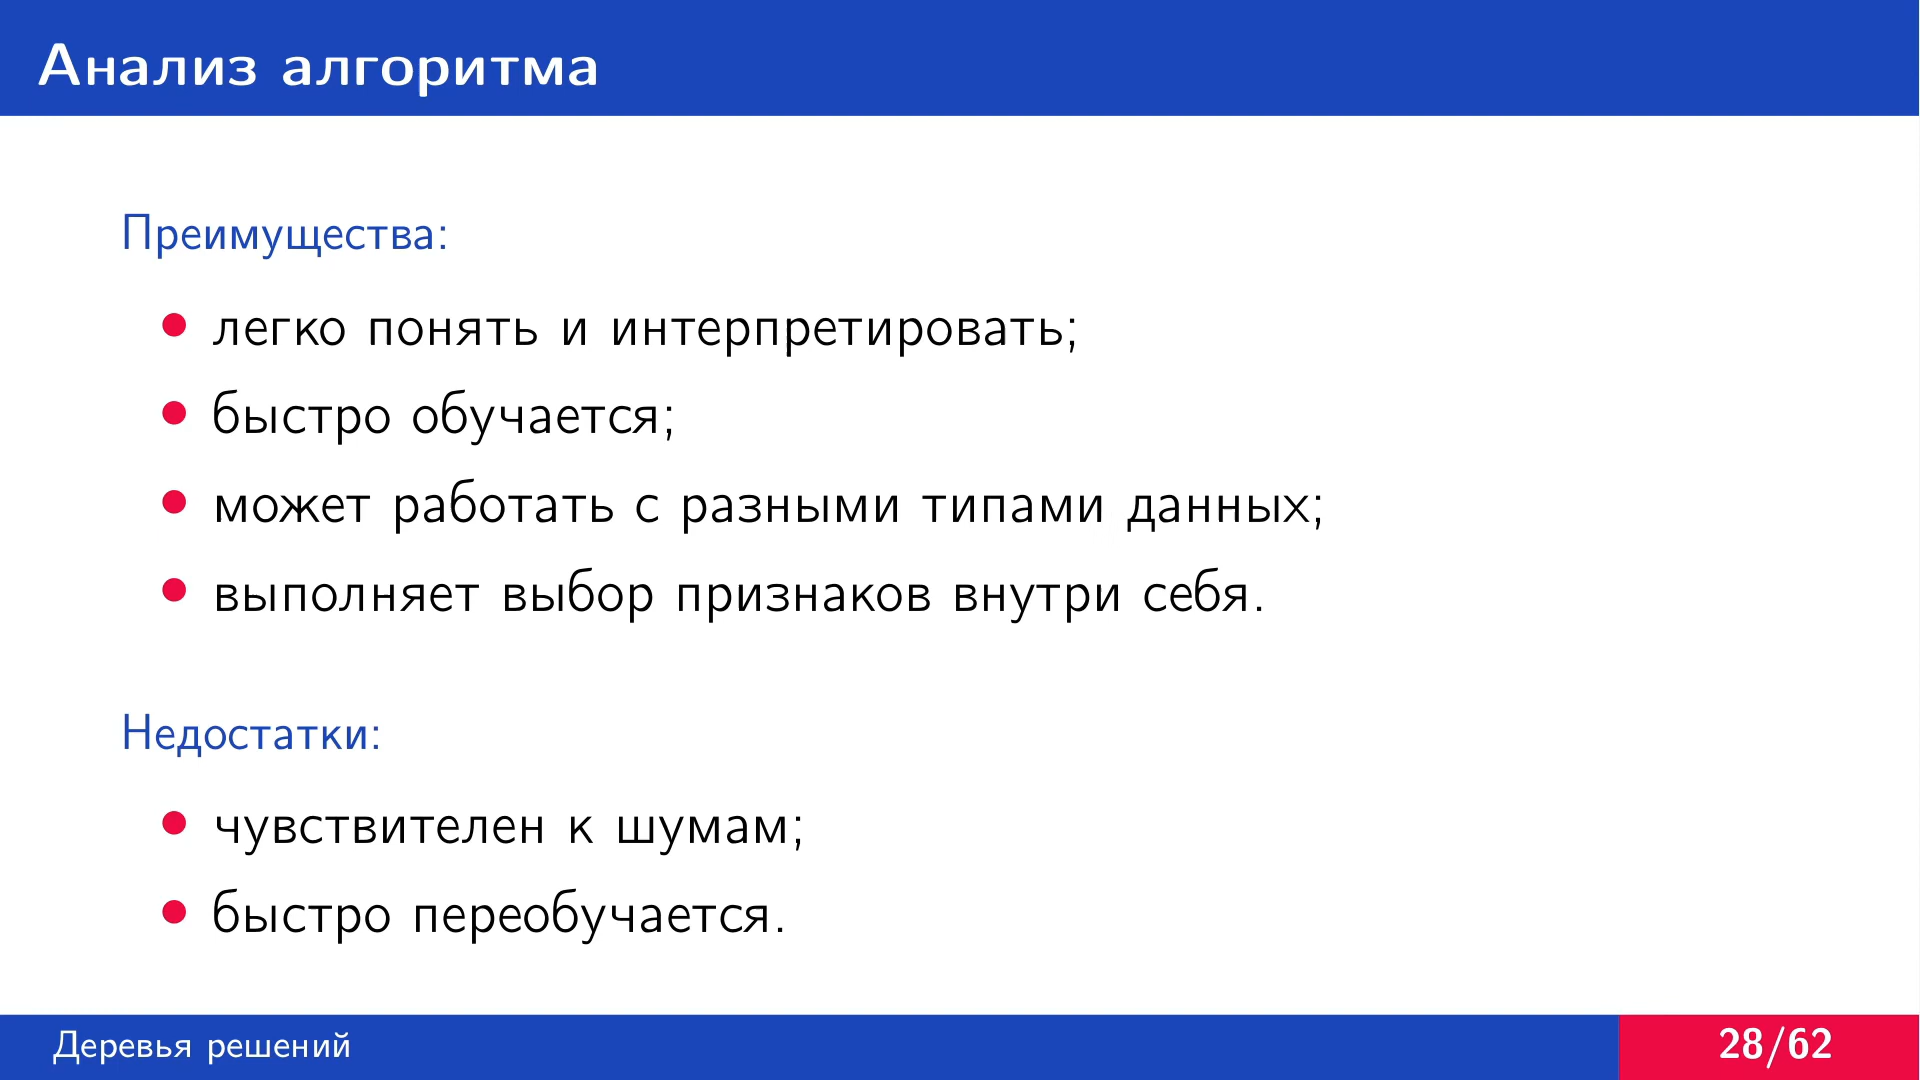 Анализ алгоритма
Преимущества:
• легко понять и интерпретировать;
• быстро обучается;
• может работать с разными типами данных;
• выполняет выбор признаков внутри себя.
Недостатки:
• чувствителен к шумам;
• быстро переобучается.
Деревья решений
28/62